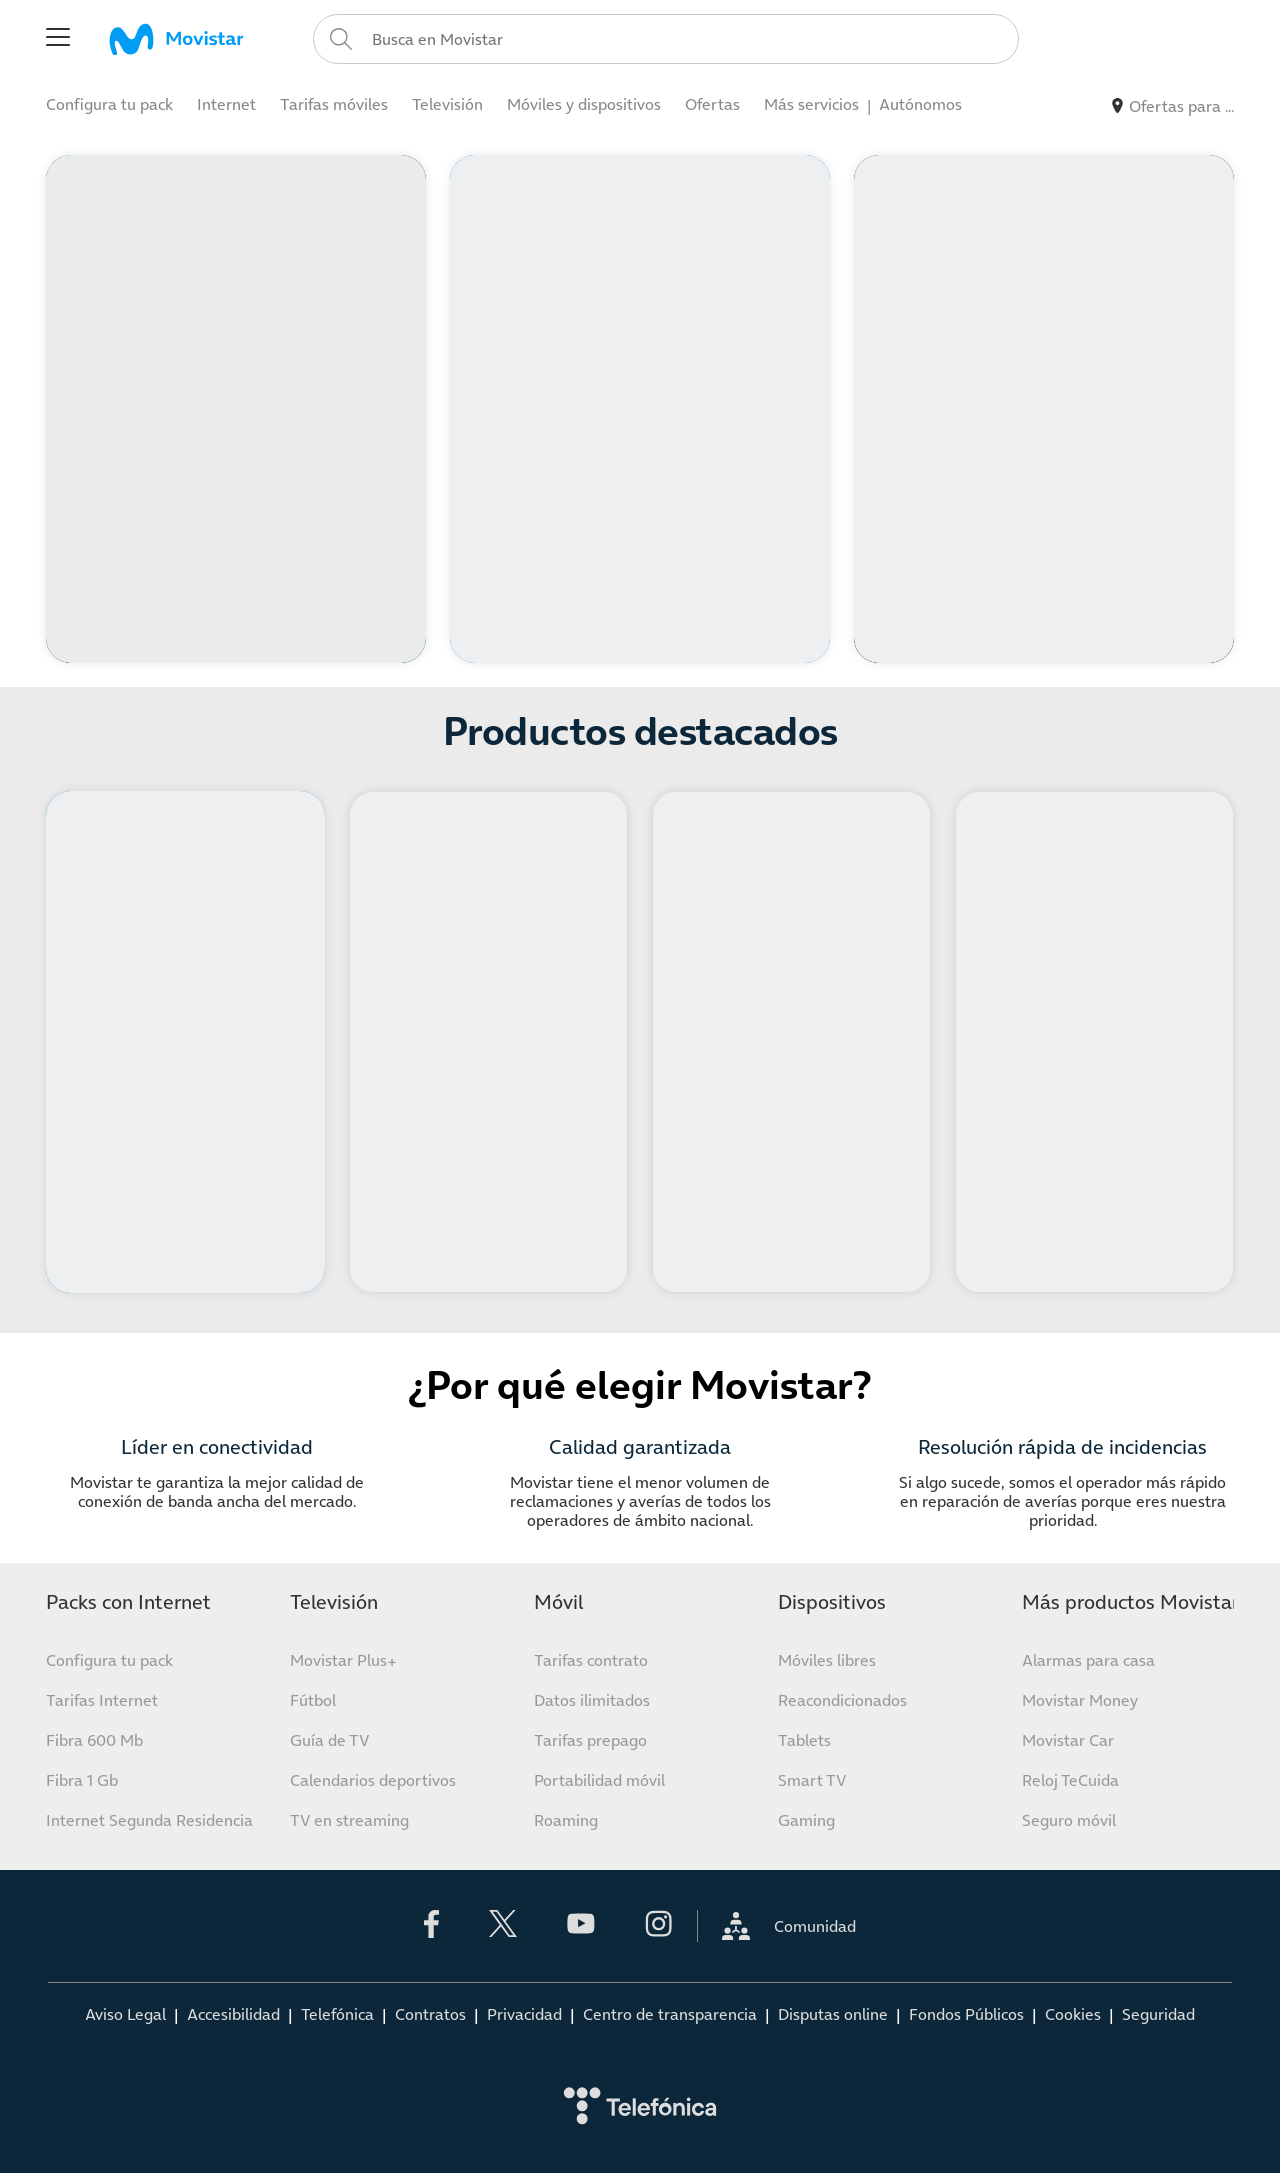 Movistar
Busca en Movistar
Configura tu pack
Internet
Tarifas móviles
Televisión
Móviles y dispositivos
Ofertas
Más servicios | Autónomos
Ofertas para ...
Productos destacados
¿Por qué elegir Movistar?
Líder en conectividad
Movistar te garantiza la mejor calidad de
conexión de banda ancha del mercado.
Calidad garantizada
Movistar tiene el menor volumen de
reclamaciones y averías de todos los
operadores de ámbito nacional.
Resolución rápida de incidencias
Si algo sucede, somos el operador más rápido
en reparación de averías porque eres nuestra
prioridad.
Packs con Internet
Configura tu pack
Tarifas Internet
Fibra 600 Mb
Fibra 1 Gb
Internet Segunda Residencia
Televisión
Movistar Plus+
Fútbol
Guía de TV
Calendarios deportivos
TV en streaming
Móvil
Tarifas contrato
Datos ilimitados
Tarifas prepago
Portabilidad móvil
Roaming
Dispositivos
Móviles libres
Reacondicionados
Tablets
Smart TV
Gaming
Más productos Movistar
Alarmas para casa
Movistar Money
Movistar Car
Reloj TeCuida
Seguro móvil
Comunidad
Aviso Legal | Accesibilidad | Telefónica | Contratos | Privacidad | Centro de transparencia | Disputas online | Fondos Públicos | Cookies | Seguridad
Telefónica